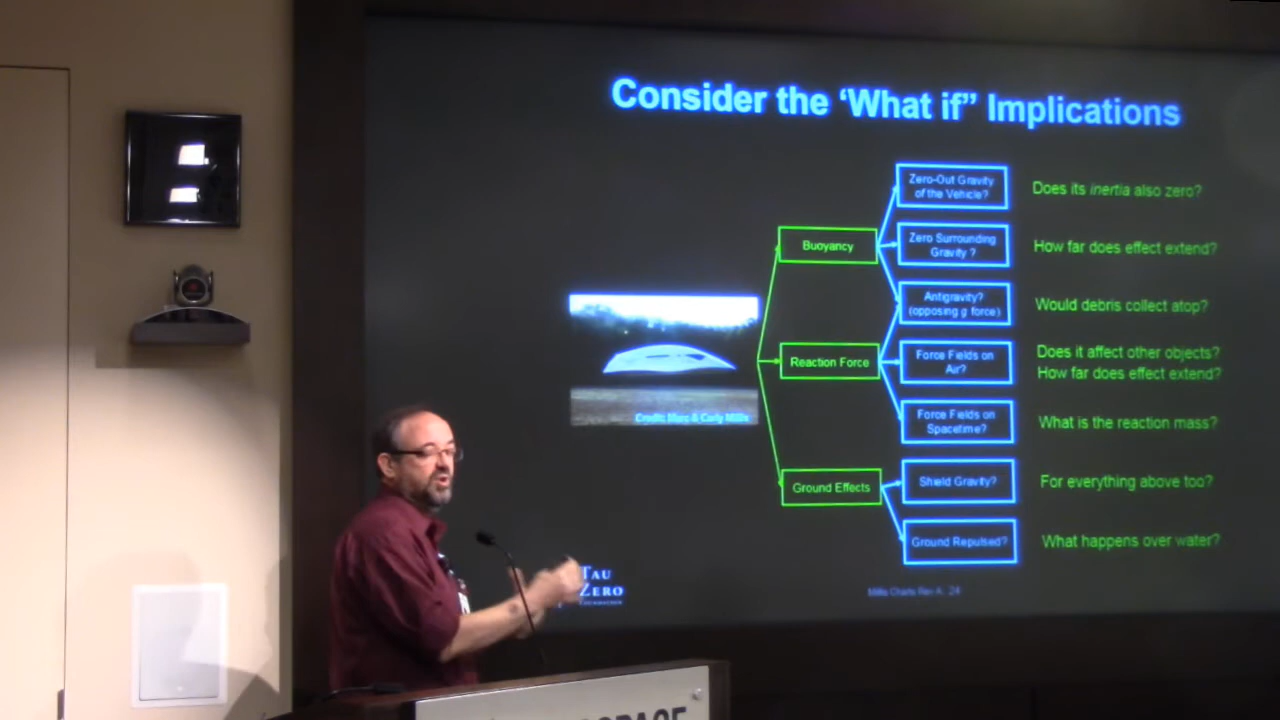 Consider the ‘What if” Implications
Zero-Out Gravity
of the Vehicle?
Does its inertia also zero?
Buoyancy
Zero Surrounding
Gravity ?
How far does effect extend?
Antigravity?
(opposing g force)
Would debris collect atop?
Reaction Force
Force Fields on
Air?
Does it affect other objects?
How far does effect extend?
Force Fields on
Spacetime?
What is the reaction mass?
Credit: Marc & Carly Mills
Ground Effects
Shield Gravity?
For everything above too?
Ground Repulsed?
What happens over water?
TAU
ZERO
FOUNDATION
Mills Charts Rev A. 24